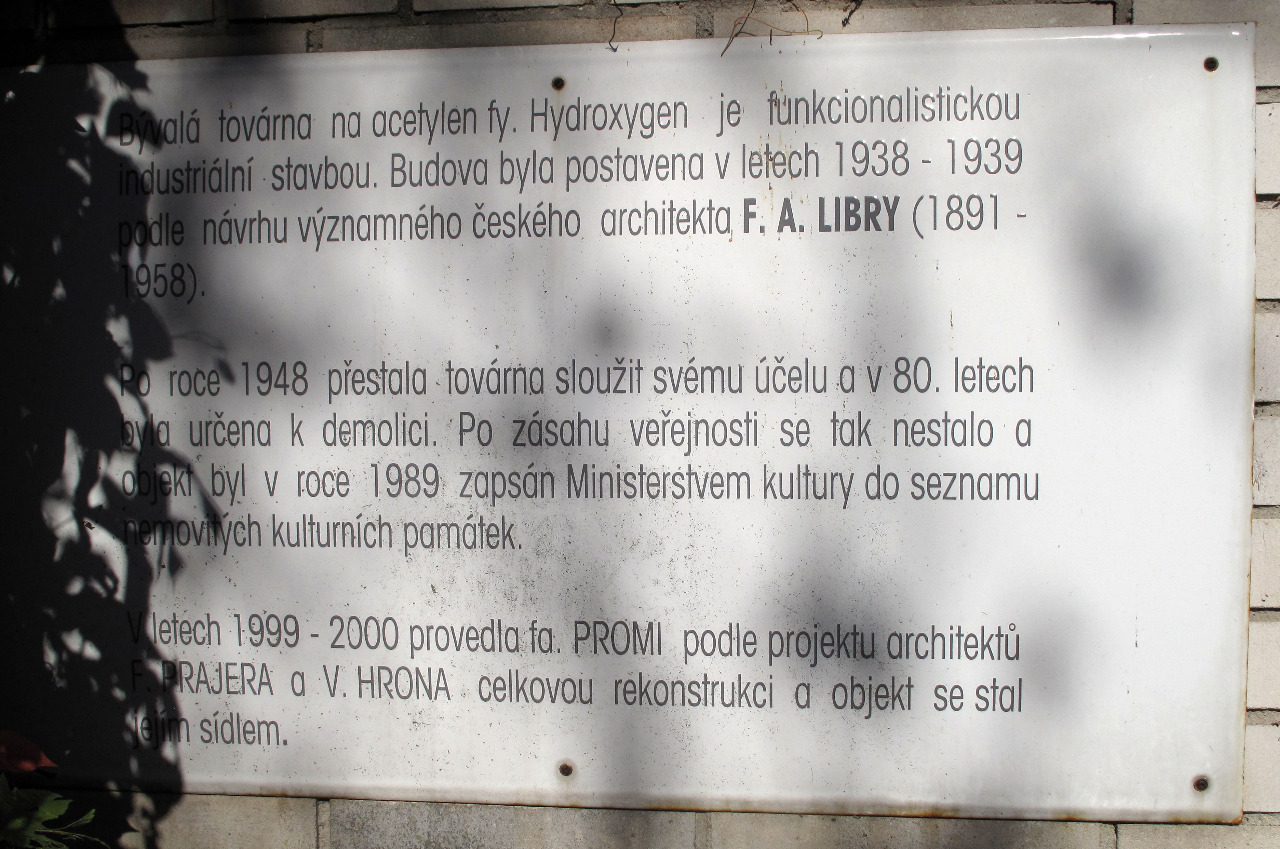 Bývalá továrna na acetylen fy. Hydroxygen je funkcionalistickou
industriální stavbou. Budova byla postavena v letech 1938 - 1939
podle návrhu významného českého architekta F. A. LIBRY (1891 -
1958).
Po roce 1948 přestala továrna sloužit svému účelu a v 80. letech
byla určena k demolici. Po zásahu veřejnosti se tak nestalo a
objekt byl v roce 1989 zapsán Ministerstvem kultury do seznamu
nemovitých kulturních památek.
V letech 1999 - 2000 provedla fa. PROMI podle projektu architektů
F. PRAJERA a V. HRONA celkovou rekonstrukci a objekt se stal
jejím sídlem.